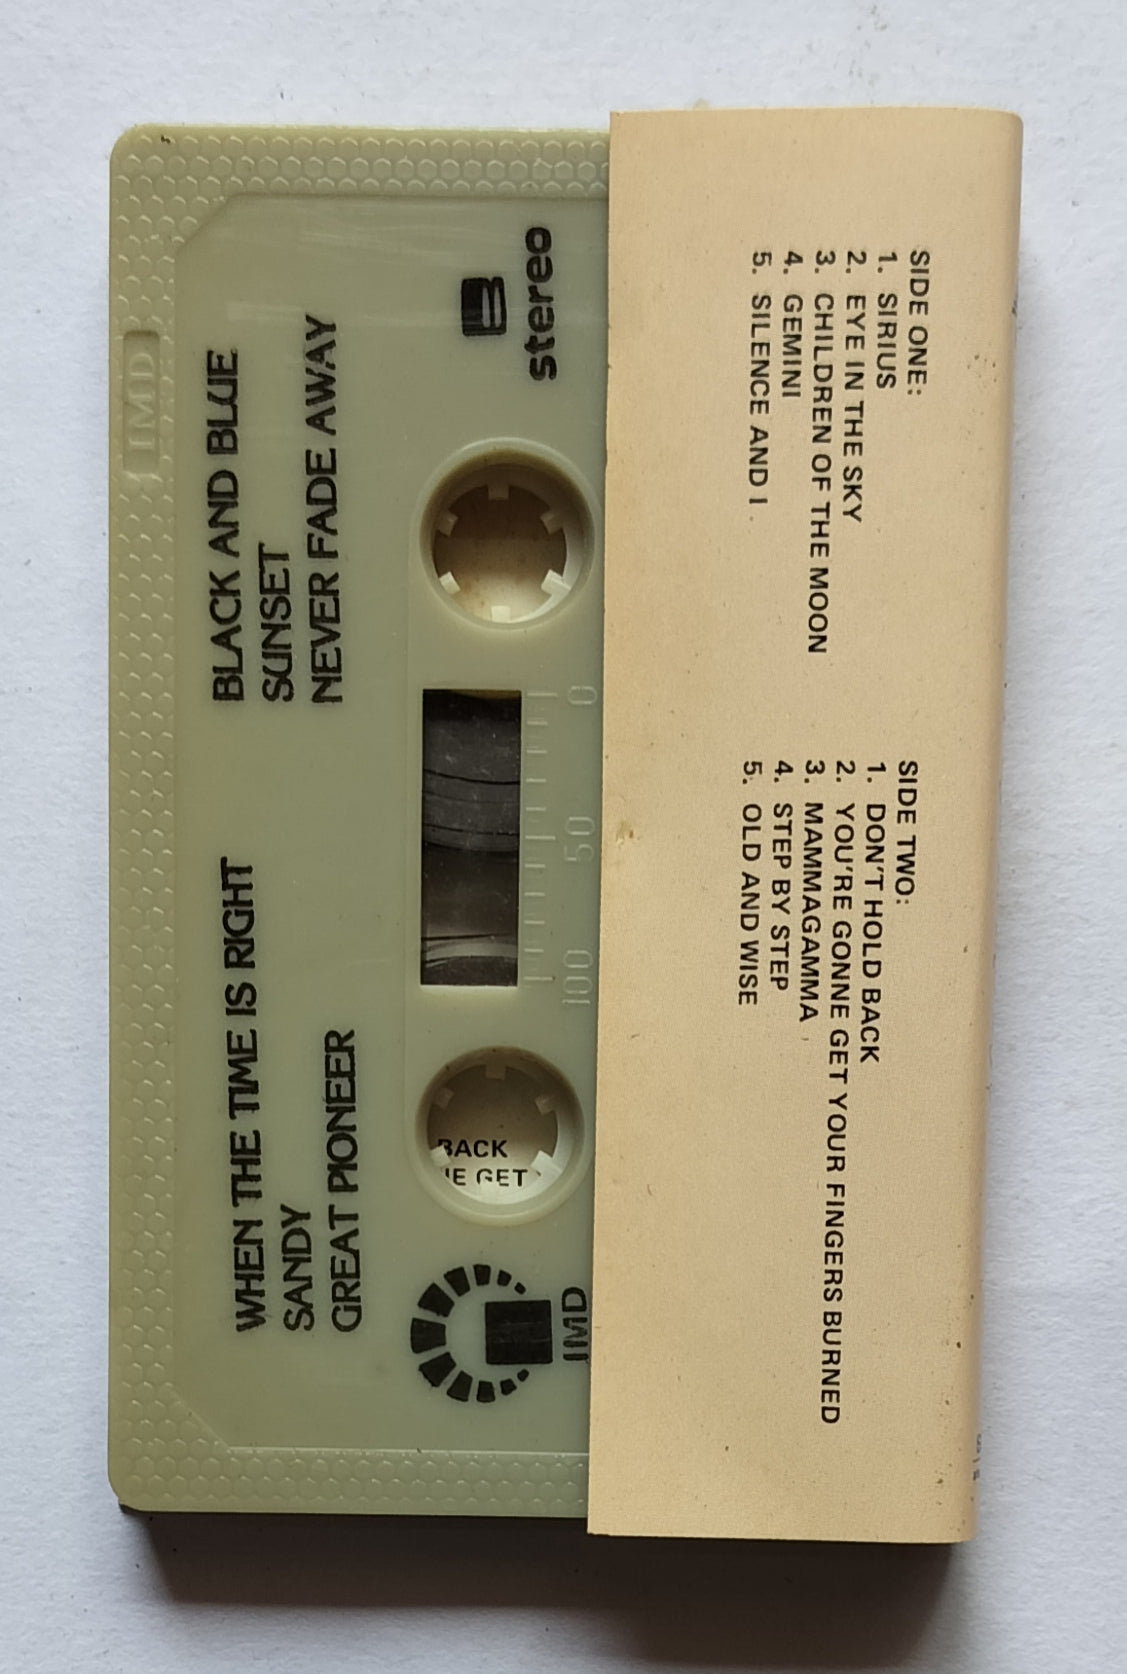 SIDE ONE:
1. SIRIUS
2. EYE IN THE SKY
3. CHILDREN OF THE MOON
4. GEMINI
5. SILENCE AND I
SIDE TWO:
1. DON'T HOLD BACK
2. YOU'RE GONNE GET YOUR FINGERS BURNED
3. MAMMAGAMMA
4. STEP BY STEP
5. OLD AND WISE
WHEN THE TIME IS RIGHT
SANDY
GREAT PIONEER
BLACK AND BLUE
SUNSET
NEVER FADE AWAY
B
stereo
0 50 100
BACK
GET
IMD
IMD